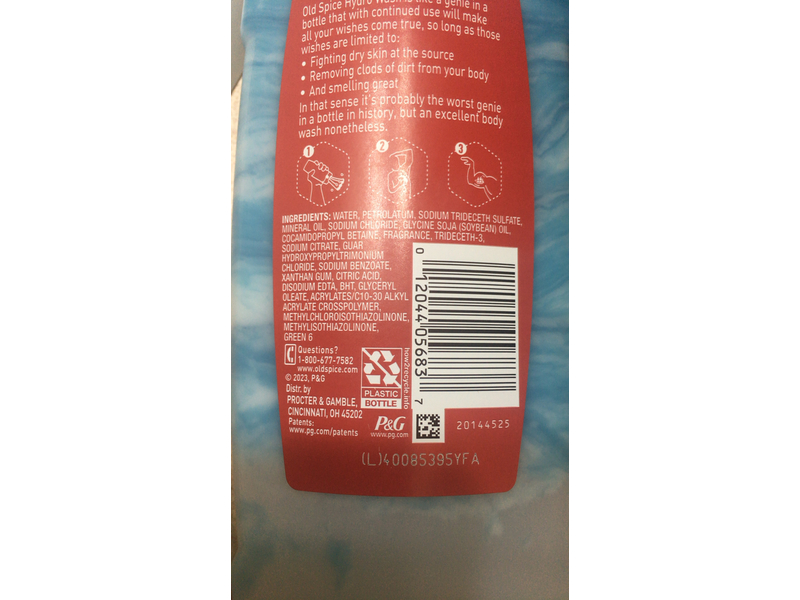 Old Spice Hydro Wash is like a genie in a
bottle that with continued use will make
all your wishes come true, so long as those
wishes are limited to:
• Fighting dry skin at the source
• Removing clods of dirt from your body
• And smelling great
In that sense it's probably the worst genie
in a bottle in history, but an excellent body
wash nonetheless.
1 2 3
INGREDIENTS: WATER, PETROLATUM, SODIUM TRIDECETH SULFATE,
MINERAL OIL, SODIUM CHLORIDE, GLYCINE SOJA (SOYBEAN) OIL,
COCAMIDOPROPYL BETAINE, FRAGRANCE, TRIDECETH-3,
SODIUM CITRATE, GUAR
HYDROXYPROPYLTRIMONIUM
CHLORIDE, SODIUM BENZOATE,
XANTHAN GUM, CITRIC ACID,
DISODIUM EDTA, BHT, GLYCERYL
OLEATE, ACRYLATES/C10-30 ALKYL
ACRYLATE CROSSPOLYMER,
METHYLCHLOROISOTHIAZOLINONE,
METHYLISOTHIAZOLINONE,
GREEN 6
Questions?
1-800-677-7582
www.oldspice.com
© 2023, P&G
Distr. by
PROCTER & GAMBLE,
CINCINNATI, OH 45202
Patents:
www.pg.com/patents
PLASTIC
BOTTLE
how2recycle.info
P&G
www.pg.com
0 12044 05683 7
20144525
(L)40085395YFA